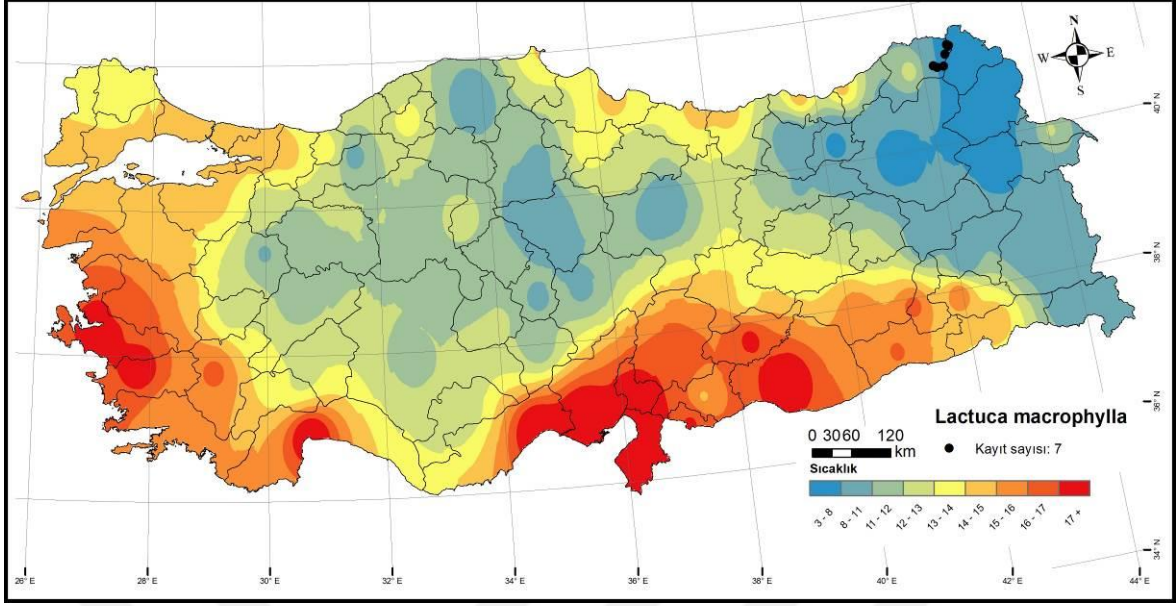 N
W E
S
40° N
38° N
36° N
34° N
Lactuca macrophylla
0 3060 120
km
Kayıt sayısı: 7
Sıcaklık
3 - 8 8 - 11 11 - 12 12 - 13 13 - 14 14 - 15 15 - 16 16 - 17 17 +
26° E 28° E 30° E 32° E 34° E 36° E 38° E 40° E 42° E 44° E